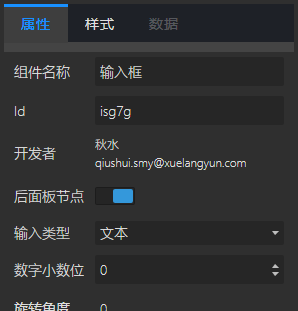 属性 样式 数据
组件名称 输入框
Id isg7g
开发者 秋水
qiushui.smy@xuelangyun.com
后面板节点
输入类型 文本
数字小数位 0
旋转角度 0